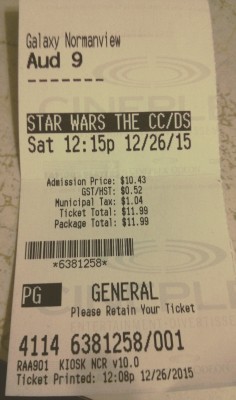 Galaxy Normanview
Aud 9
--------
STAR WARS THE CC/DS
Sat 12:15p 12/26/15
Admission Price: $10.43
GST/HST: $0.52
Municipal Tax: $1.04
Ticket Total: $11.99
Package Total: $11.99
*6381258*
PG GENERAL
Please Retain Your Ticket
4114 6381258/001
RAA901 KIOSK NCR v10.0
Ticket Printed: 12:08p 12/26/2015